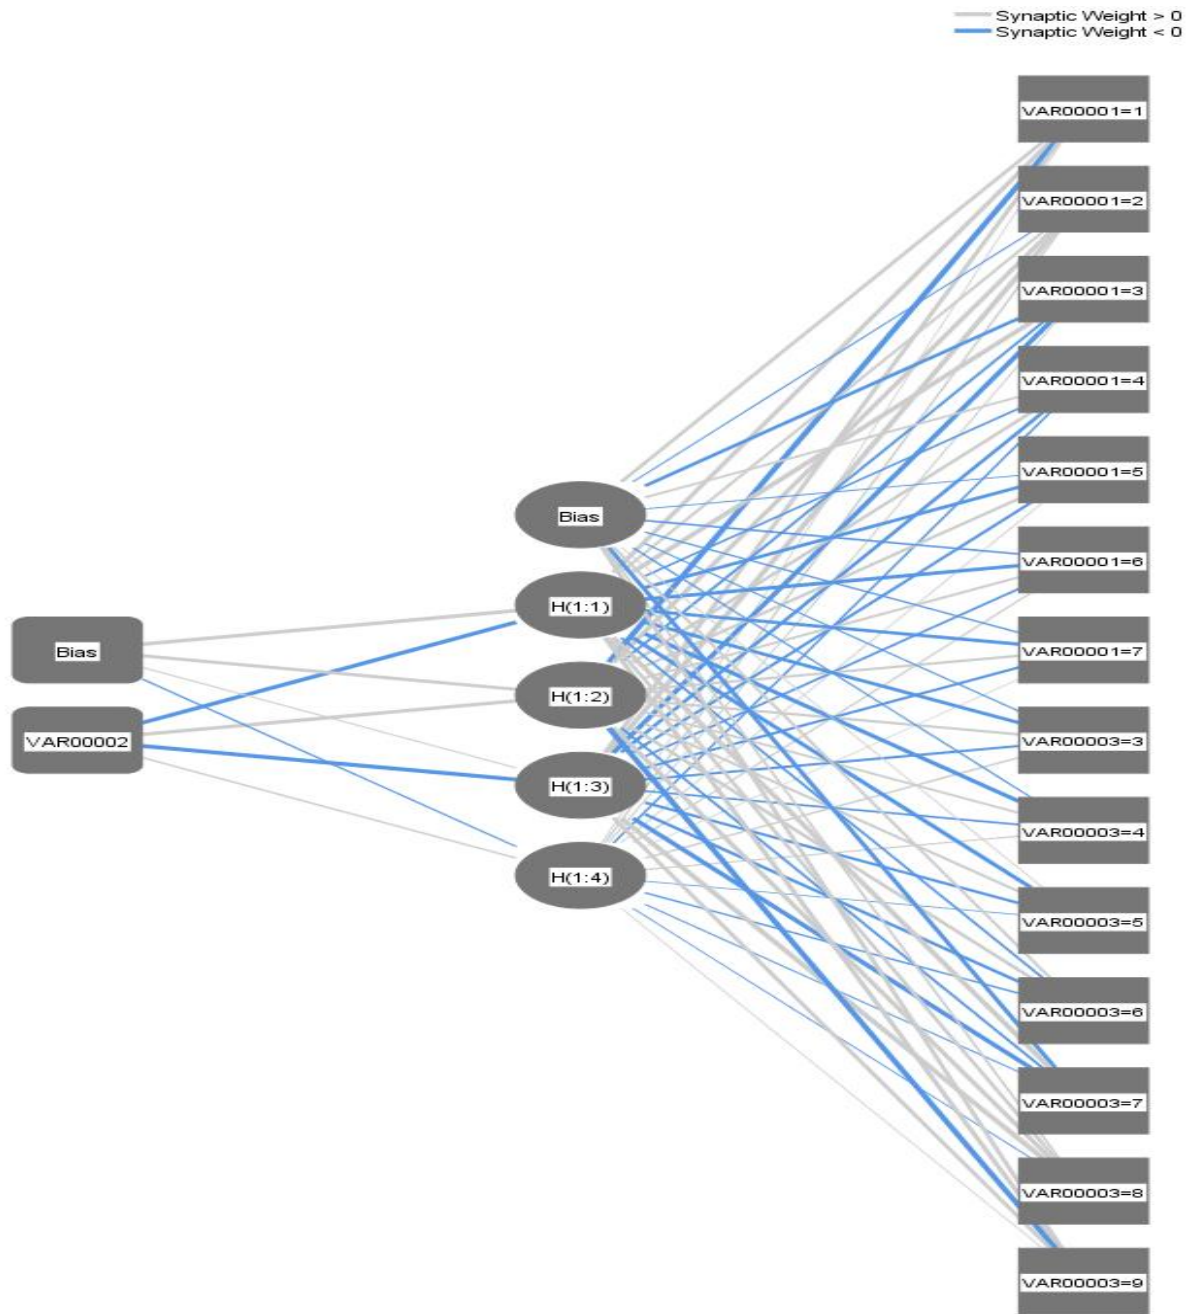 Synaptic Weight > 0
Synaptic Weight < 0
VAR00001=1
VAR00001=2
VAR00001=3
VAR00001=4
VAR00001=5
Bias
VAR00001=6
H(1:1)
Bias
VAR00001=7
H(1:2)
VAR00002
VAR00003=3
H(1:3)
VAR00003=4
H(1:4)
VAR00003=5
VAR00003=6
VAR00003=7
VAR00003=8
VAR00003=9